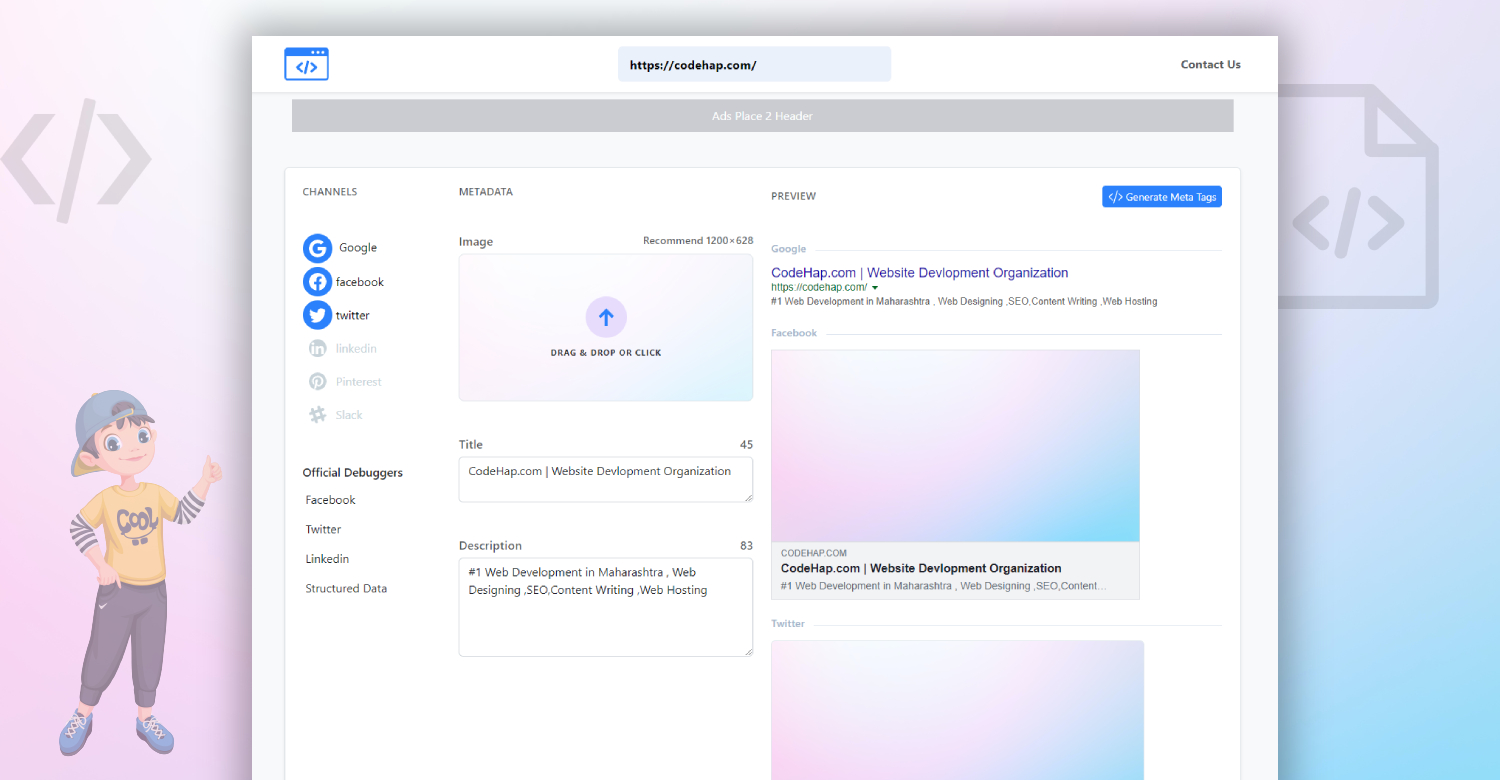 </>
https://codehap.com/
Contact Us
Ads Place 2 Header
CHANNELS
Google
facebook
twitter
linkedin
Pinterest
Slack
Official Debuggers
Facebook
Twitter
Linkedin
Structured Data
METADATA
Image
Recommend 1200×628
DRAG & DROP OR CLICK
Title
45
CodeHap.com | Website Devlopment Organization
Description
83
#1 Web Development in Maharashtra , Web
Designing ,SEO,Content Writing ,Web Hosting
PREVIEW
</> Generate Meta Tags
Google
CodeHap.com | Website Devlopment Organization
https://codehap.com/
#1 Web Development in Maharashtra , Web Designing ,SEO,Content Writing ,Web Hosting
Facebook
CODEHAP.COM
CodeHap.com | Website Devlopment Organization
#1 Web Development in Maharashtra , Web Designing ,SEO,Content...
Twitter
</>
</>
COOL